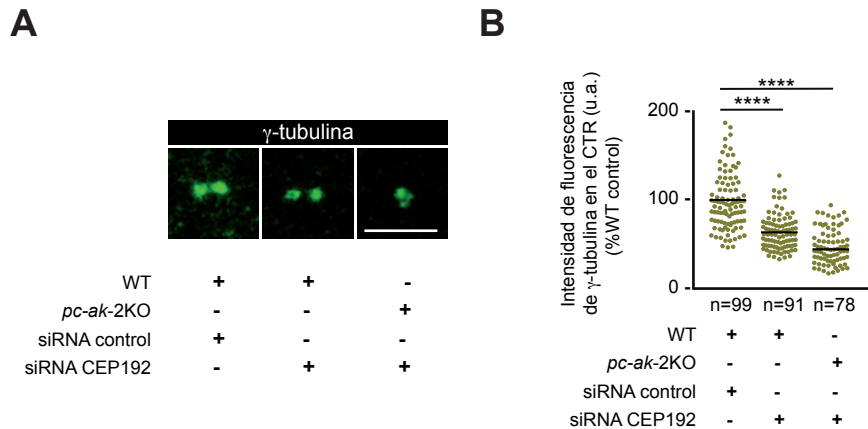 A
γ-tubulina
WT + + -
pc-ak-2KO - - +
siRNA control + - -
siRNA CEP192 - + +
B
Intensidad de fluorescencia
de γ-tubulina en el CTR (u.a.)
(%WT control)
****
****
200
100
0
n=99 n=91 n=78
WT + + -
pc-ak-2KO - - +
siRNA control + - -
siRNA CEP192 - + +